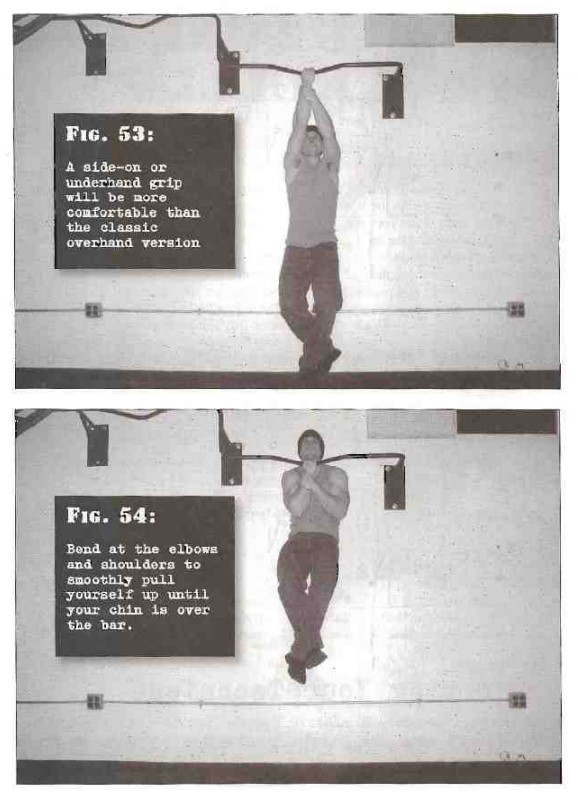 FIG. 53:
A side-on or
underhand grip
will be more
comfortable than
the classic
overhand version
FIG. 54:
Bend at the elbows
and shoulders to
smoothly pull
yourself up until
your chin is over
the bar.